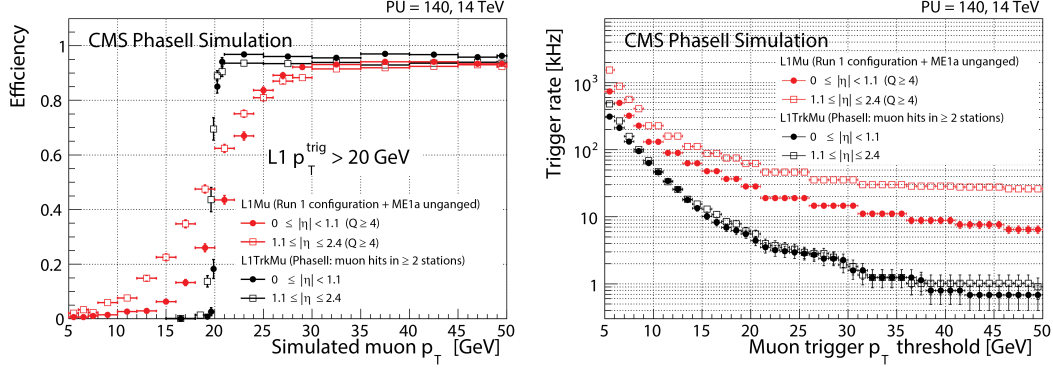 PU = 140, 14 TeV
CMS PhaseII Simulation
Efficiency
1
0.8
0.6
0.4
0.2
0
L1 p_T^trig > 20 GeV
L1Mu (Run 1 configuration + ME1a unganged)
0 ≤ |η| < 1.1 (Q ≥ 4)
1.1 ≤ |η| ≤ 2.4 (Q ≥ 4)
L1TrkMu (PhaseII: muon hits in ≥ 2 stations)
0 ≤ |η| < 1.1
1.1 ≤ |η| ≤ 2.4
5 10 15 20 25 30 35 40 45 50
Simulated muon p_T [GeV]
PU = 140, 14 TeV
CMS PhaseII Simulation
Trigger rate [kHz]
10³
10²
10
1
L1Mu (Run 1 configuration + ME1a unganged)
0 ≤ |η| < 1.1 (Q ≥ 4)
1.1 ≤ |η| ≤ 2.4 (Q ≥ 4)
L1TrkMu (PhaseII: muon hits in ≥ 2 stations)
0 ≤ |η| < 1.1
1.1 ≤ |η| ≤ 2.4
5 10 15 20 25 30 35 40 45 50
Muon trigger p_T threshold [GeV]